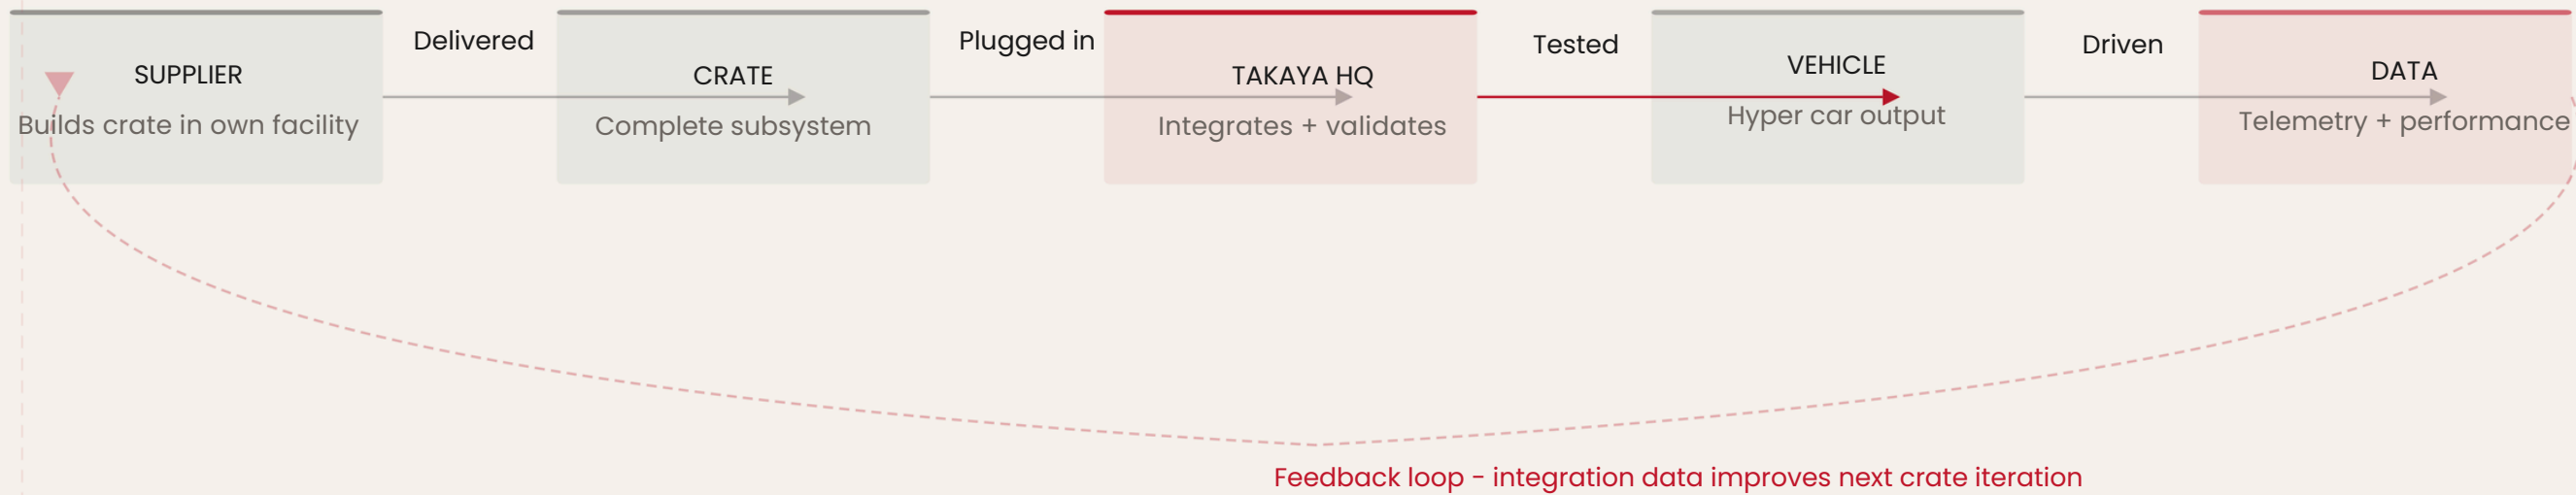 SUPPLIER
Builds crate in own facility
Delivered
CRATE
Complete subsystem
Plugged in
TAKAYA HQ
Integrates + validates
Tested
VEHICLE
Hyper car output
Driven
DATA
Telemetry + performance
Feedback loop - integration data improves next crate iteration